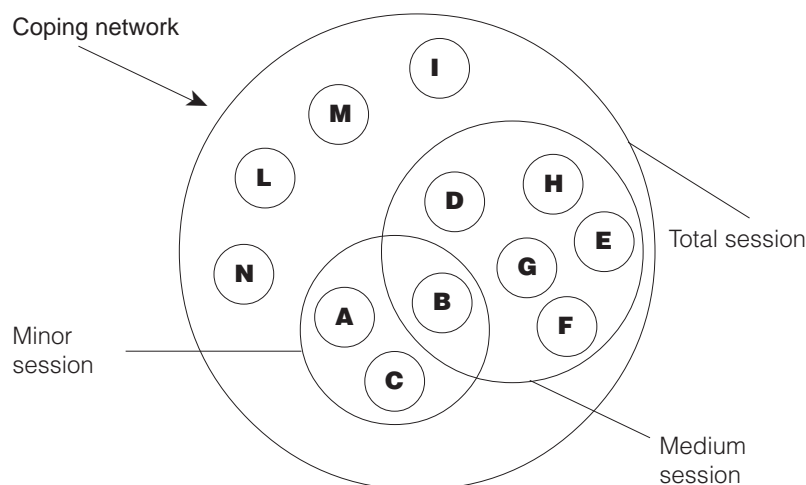 Coping network
I
M
H
L
D
E
Total session
G
N
B
A
F
Minor
session
C
Medium
session